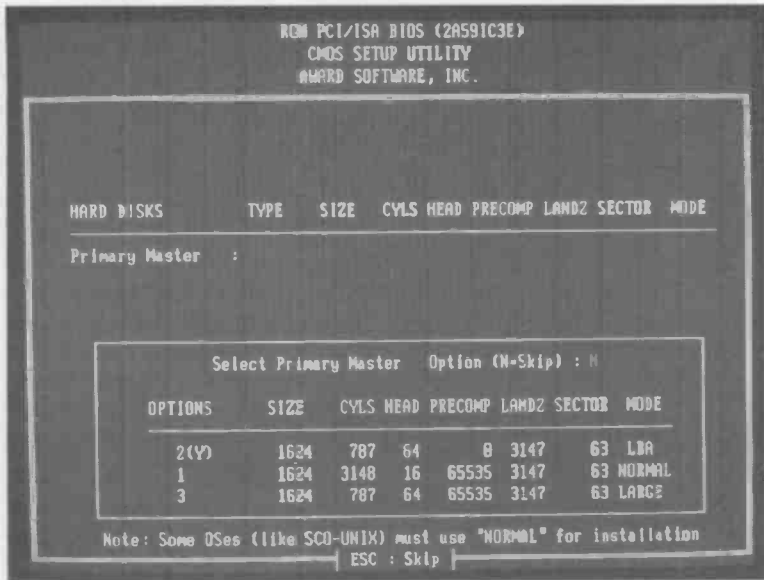 ROM PCI/ISA BIOS (2A591C3E)
CMOS SETUP UTILITY
AWARD SOFTWARE, INC.
HARD DISKS TYPE SIZE CYLS HEAD PRECOMP LANDZ SECTOR MODE
Primary Master :
Select Primary Master Option (N=Skip) : N
OPTIONS SIZE CYLS HEAD PRECOMP LANDZ SECTOR MODE
2(Y) 1624 787 64 0 3147 63 LBA
1 1624 3148 16 65535 3147 63 NORMAL
3 1624 787 64 65535 3147 63 LARGE
Note: Some OSes (like SCO-UNIX) must use "NORMAL" for installation
ESC : Skip